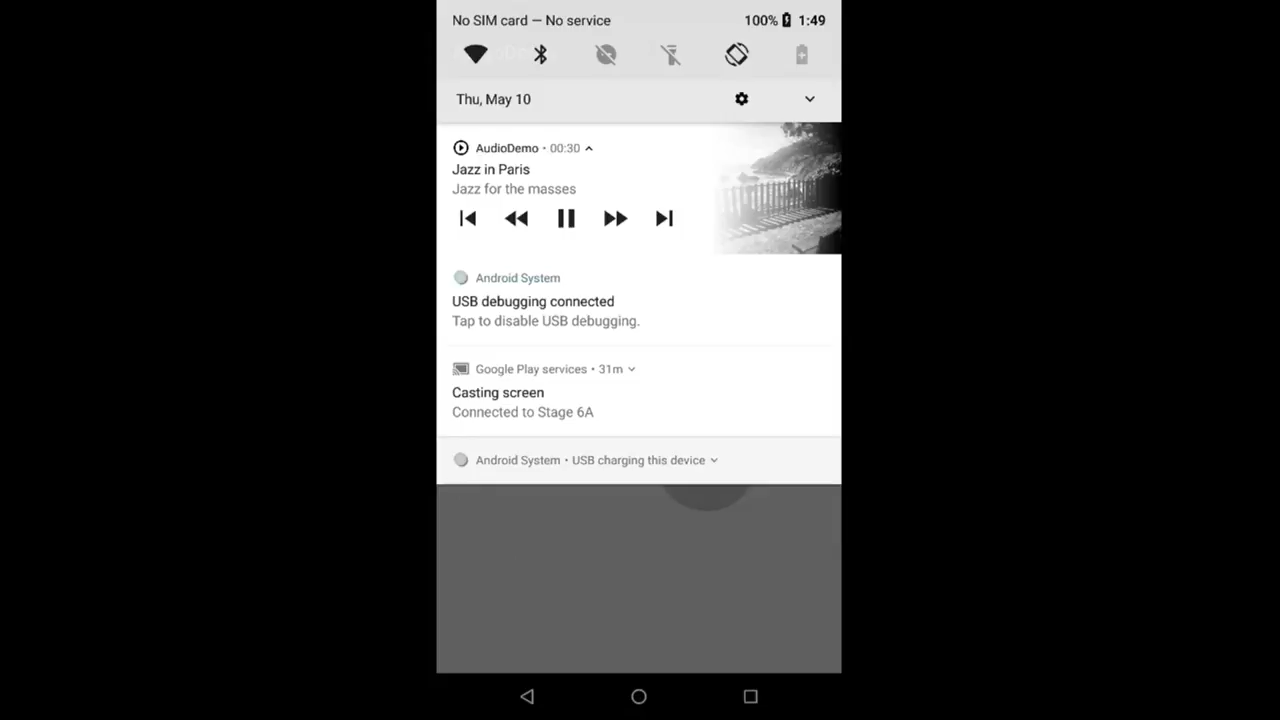 No SIM card — No service 100% 1:49
Thu, May 10
AudioDemo • 00:30
Jazz in Paris
Jazz for the masses
Android System
USB debugging connected
Tap to disable USB debugging.
Google Play services • 31m
Casting screen
Connected to Stage 6A
Android System • USB charging this device